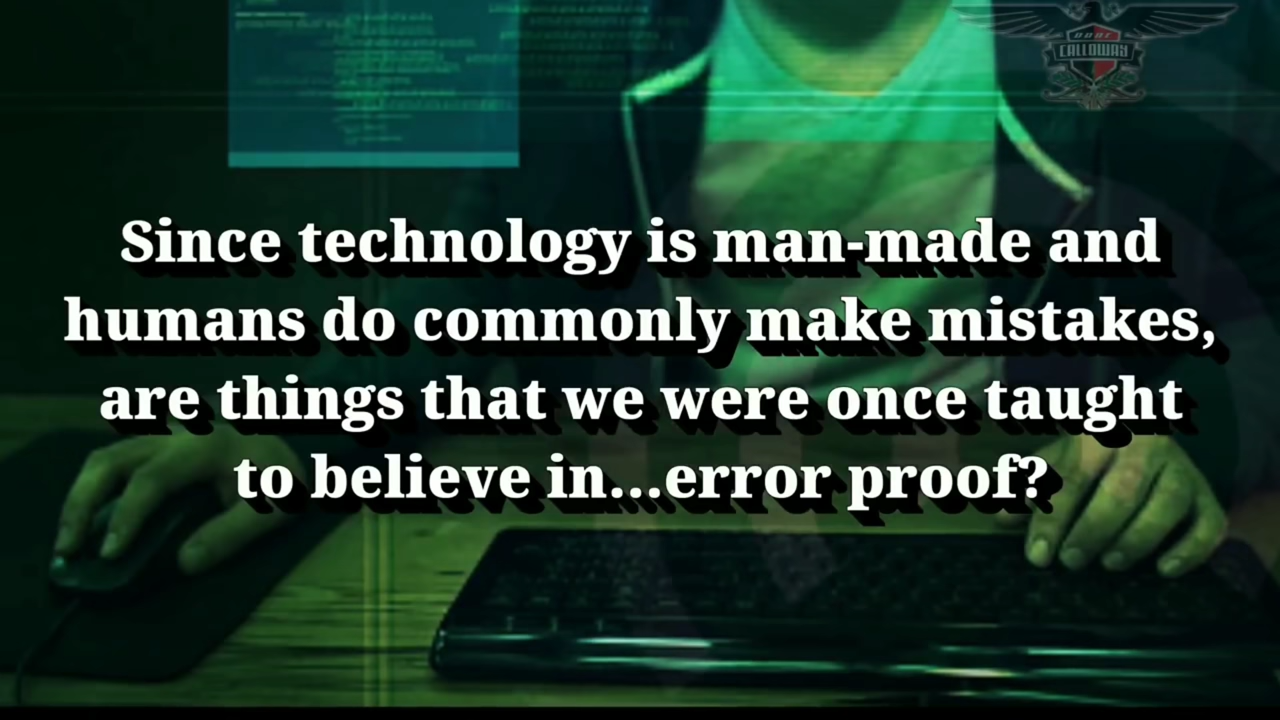 CALLOWAY
Since technology is man-made and
humans do commonly make mistakes,
are things that we were once taught
to believe in...error proof?